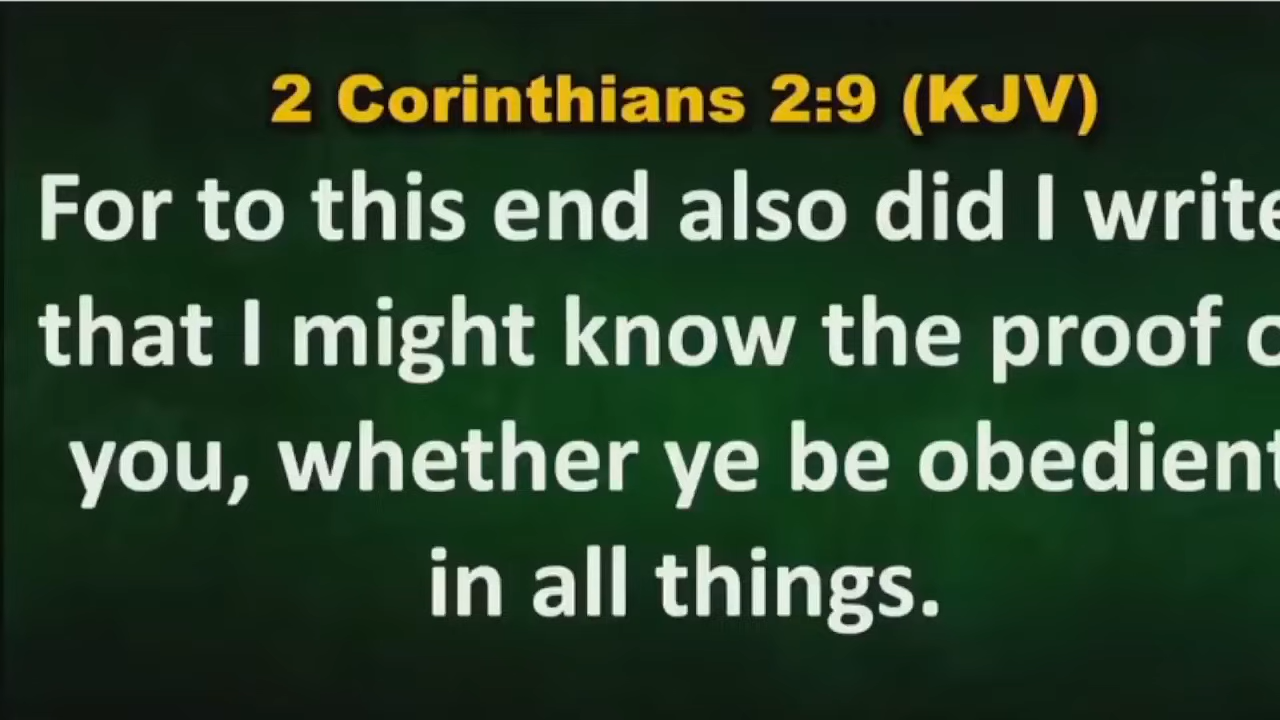 2 Corinthians 2:9 (KJV)
For to this end also did I write
that I might know the proof
you, whether ye be obedient
in all things.